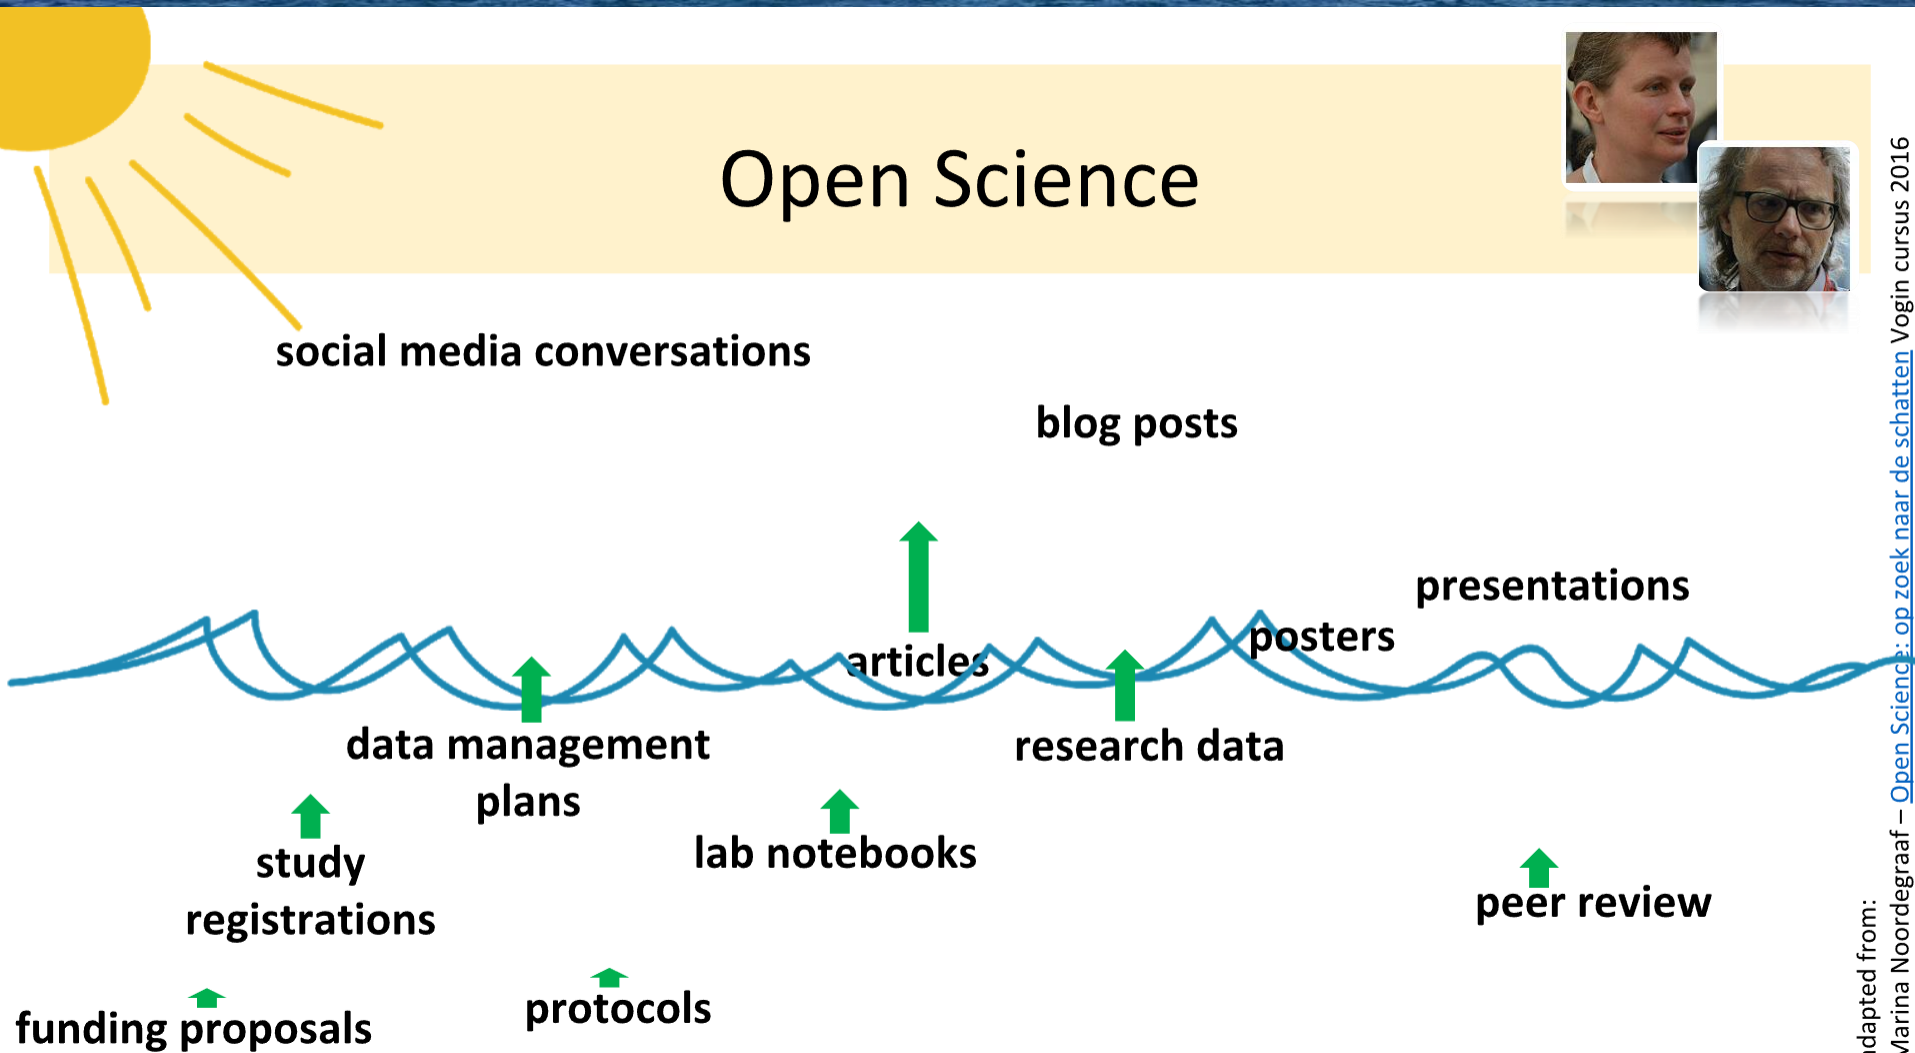 Open Science
social media conversations
blog posts
presentations
posters
articles
data management
plans
research data
study
registrations
lab notebooks
peer review
funding proposals
protocols
adapted from:
Marina Noordegraaf – Open Science: op zoek naar de schatten Vogin cursus 2016